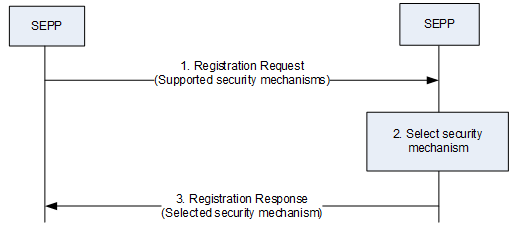 SEPP
SEPP
1. Registration Request
(Supported security mechanisms)
2. Select security
mechanism
3. Registration Response
(Selected security mechanism)